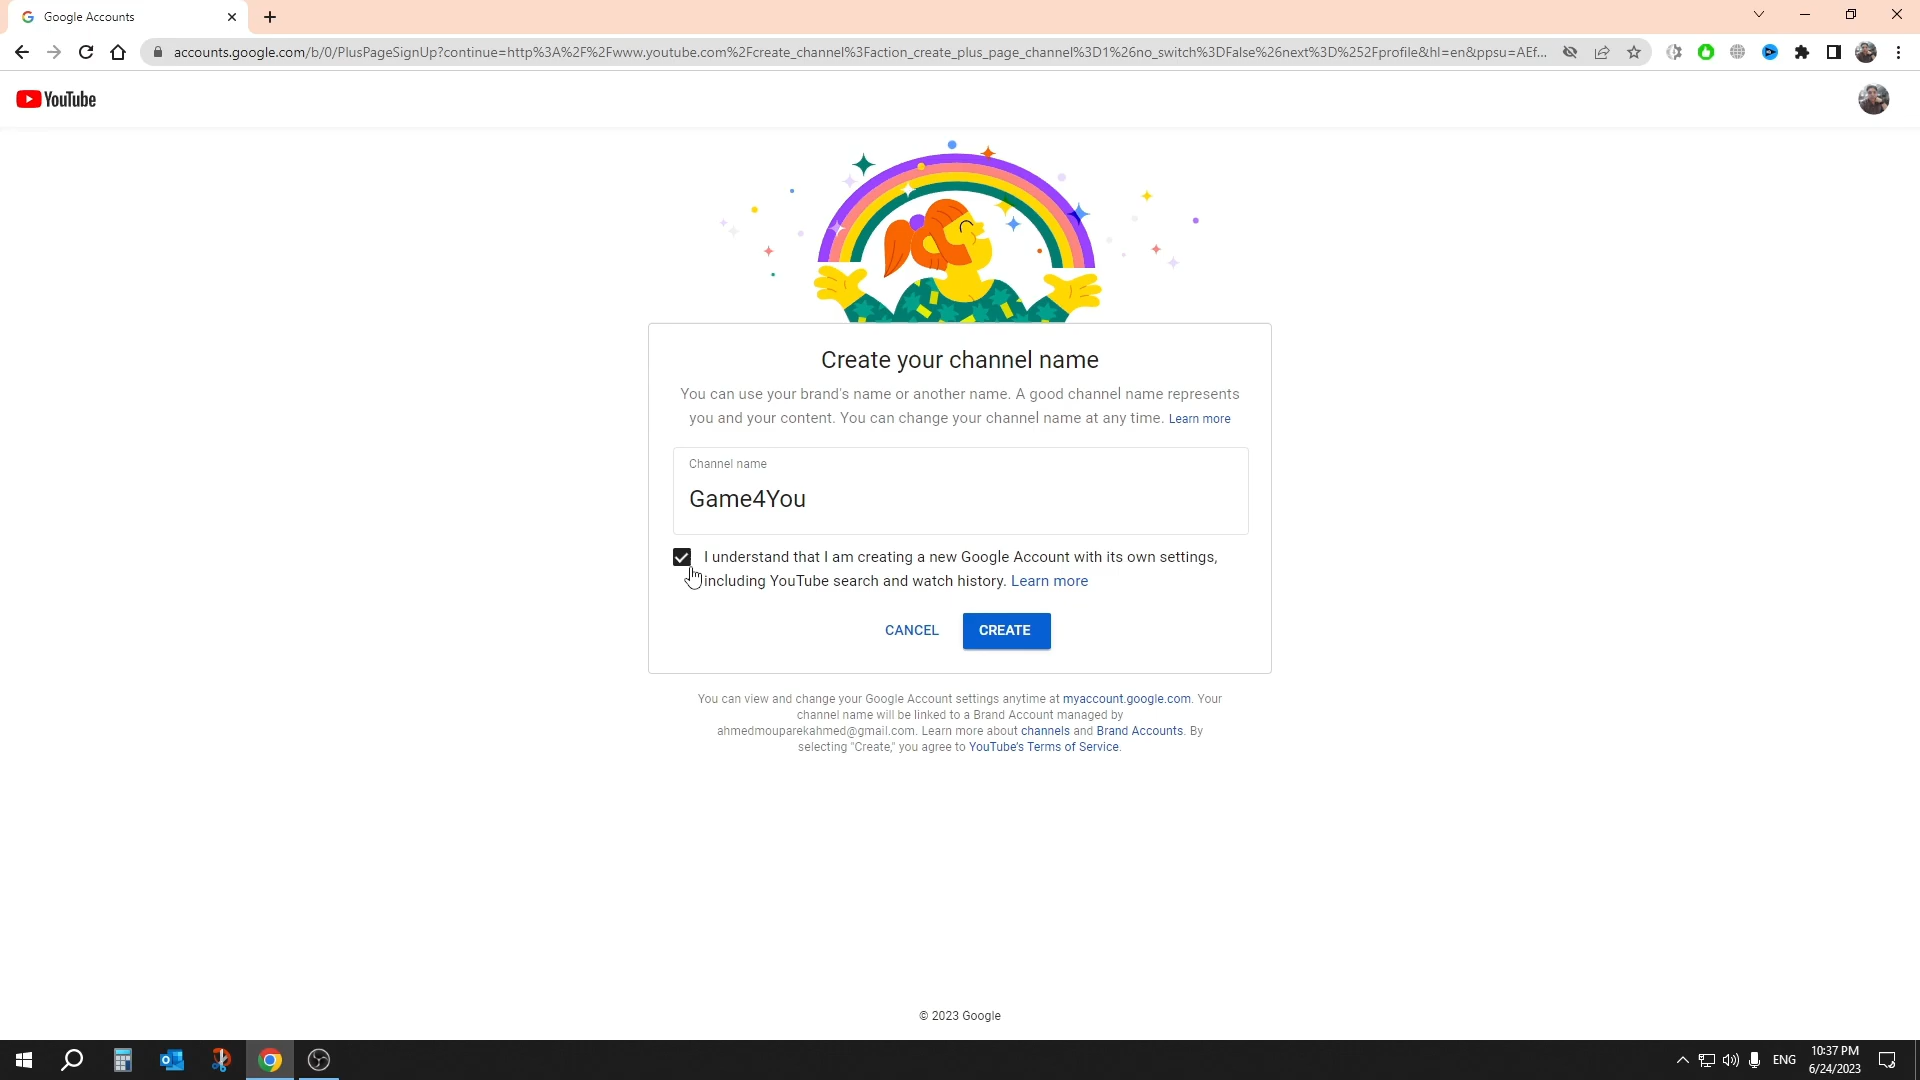 Google Accounts
accounts.google.com/b/0/PlusPageSignUp?continue=http%3A%2F%2Fwww.youtube.com%2Fcreate_channel%3Faction_create_plus_page_channel%3D1%26no_switch%3DFalse%26next%3D%252Fprofile&hl=en&ppsu=AEf...
YouTube
Create your channel name
You can use your brand's name or another name. A good channel name represents
you and your content. You can change your channel name at any time. Learn more
Channel name
Game4You
I understand that I am creating a new Google Account with its own settings,
including YouTube search and watch history. Learn more
CANCEL
CREATE
You can view and change your Google Account settings anytime at myaccount.google.com. Your
channel name will be linked to a Brand Account managed by
ahmedmouparekahmed@gmail.com. Learn more about channels and Brand Accounts. By
selecting "Create," you agree to YouTube's Terms of Service.
© 2023 Google
ENG
10:37 PM
6/24/2023